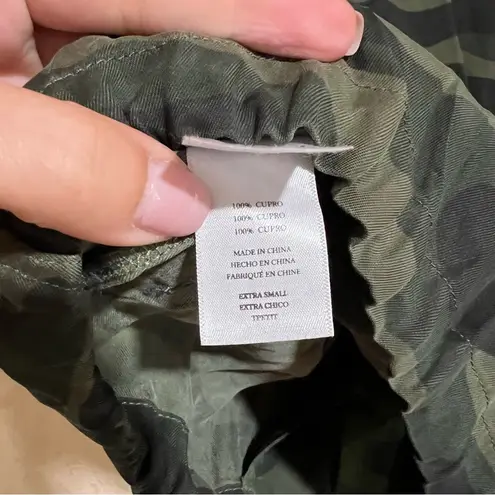 100% CUPRO
100% CUPRO
100% CUPRO
MADE IN CHINA
HECHO EN CHINA
FABRIQUÉ EN CHINE
EXTRA SMALL
EXTRA CHICO
TPETIT